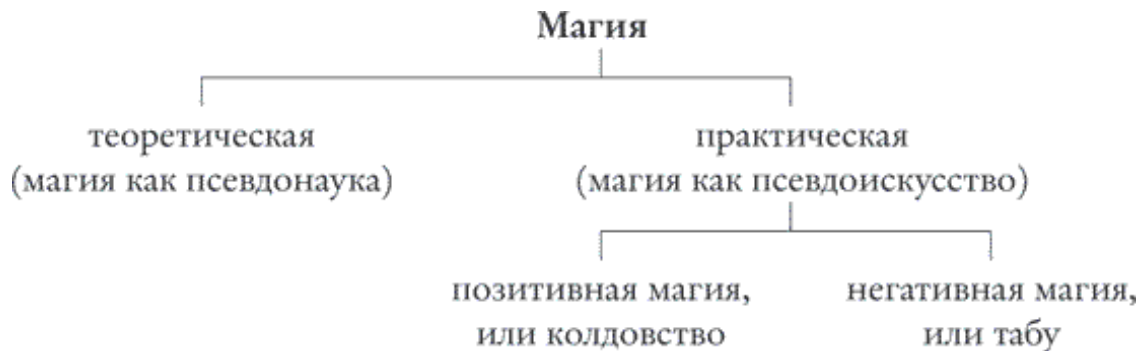 Магия
теоретическая
(магия как псевдонаука)
практическая
(магия как псевдоискусство)
позитивная магия,
или колдовство
негативная магия,
или табу